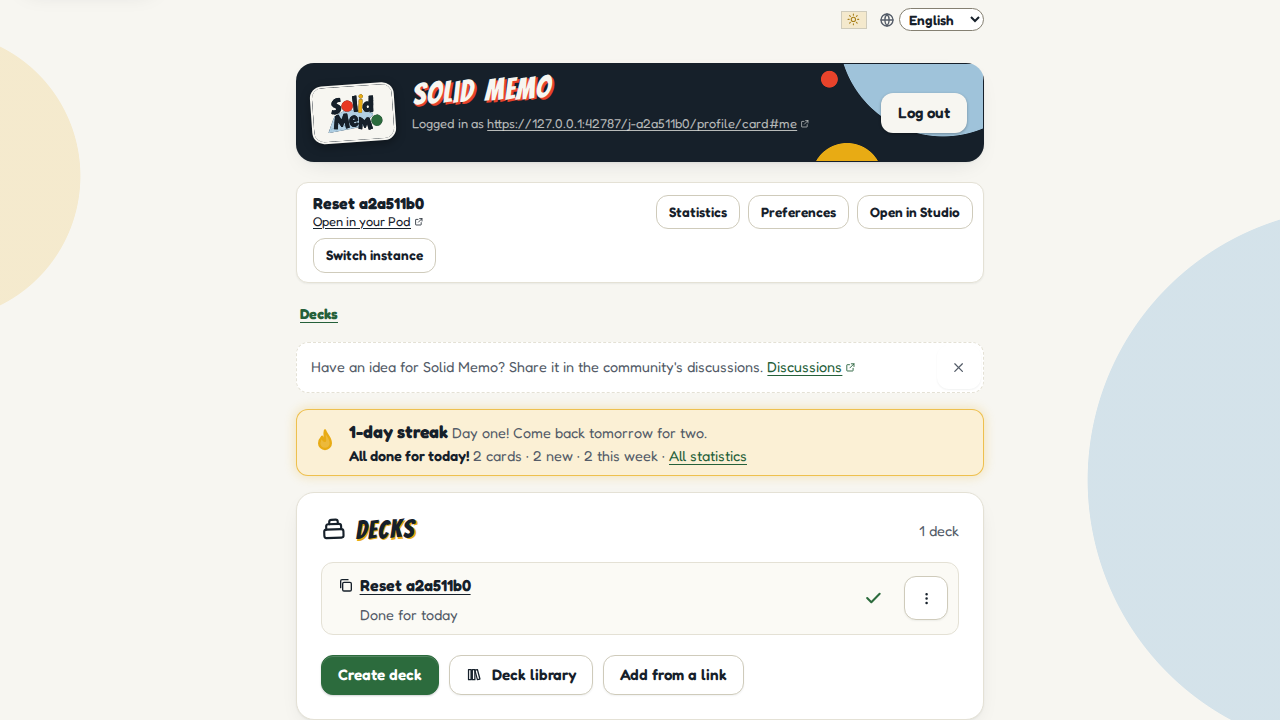 English
Solid Memo
SOLID MEMO
Logged in as https://127.0.0.1:42787/j-a2a511b0/profile/card#me
Log out
Reset a2a511b0
Open in your Pod
Statistics
Preferences
Open in Studio
Switch instance
Decks
Have an idea for Solid Memo? Share it in the community's discussions. Discussions
1-day streak Day one! Come back tomorrow for two.
All done for today! 2 cards · 2 new · 2 this week · All statistics
DECKS
1 deck
Reset a2a511b0
Done for today
Create deck
Deck library
Add from a link